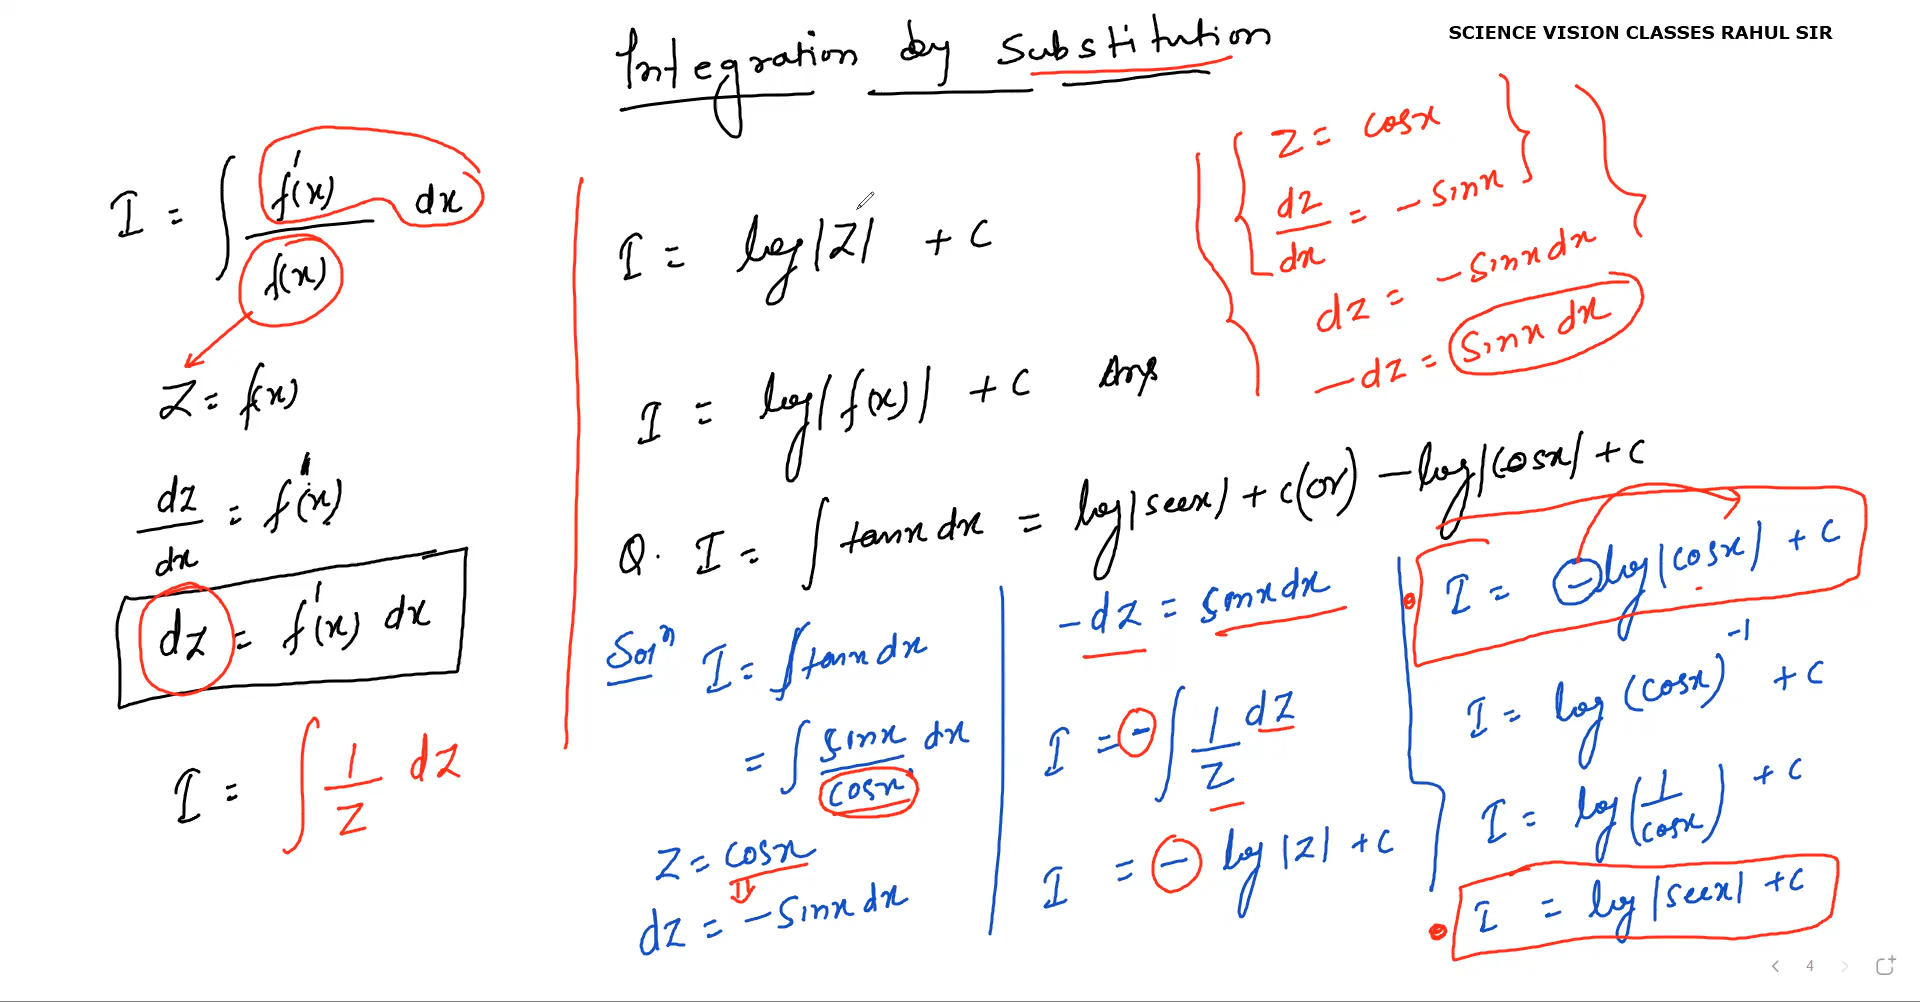 Integration by Substitution
SCIENCE VISION CLASSES RAHUL SIR
I = ∫ f'(x)/f(x) dx
Z = f(x)
dz/dx = f'(x)
dz = f'(x) dx
I = ∫ 1/Z dz
I = log|Z| + C
I = log|f(x)| + C Ans
Z = cosx
dz/dx = - sinx
dz = - sinx dx
- dz = sinx dx
Q. I = ∫ tanx dx = log|secx| + c (or) - log|cosx| + c
Solⁿ I = ∫ tanx dx
= ∫ sinx/cosx dx
Z = cosx
dz = - sinx dx
- dz = sinx dx
I = - ∫ 1/Z dz
I = - log|Z| + C
I = - log|cosx| + C
I = log (cosx)⁻¹ + C
I = log (1/cosx) + C
I = log|secx| + C
4